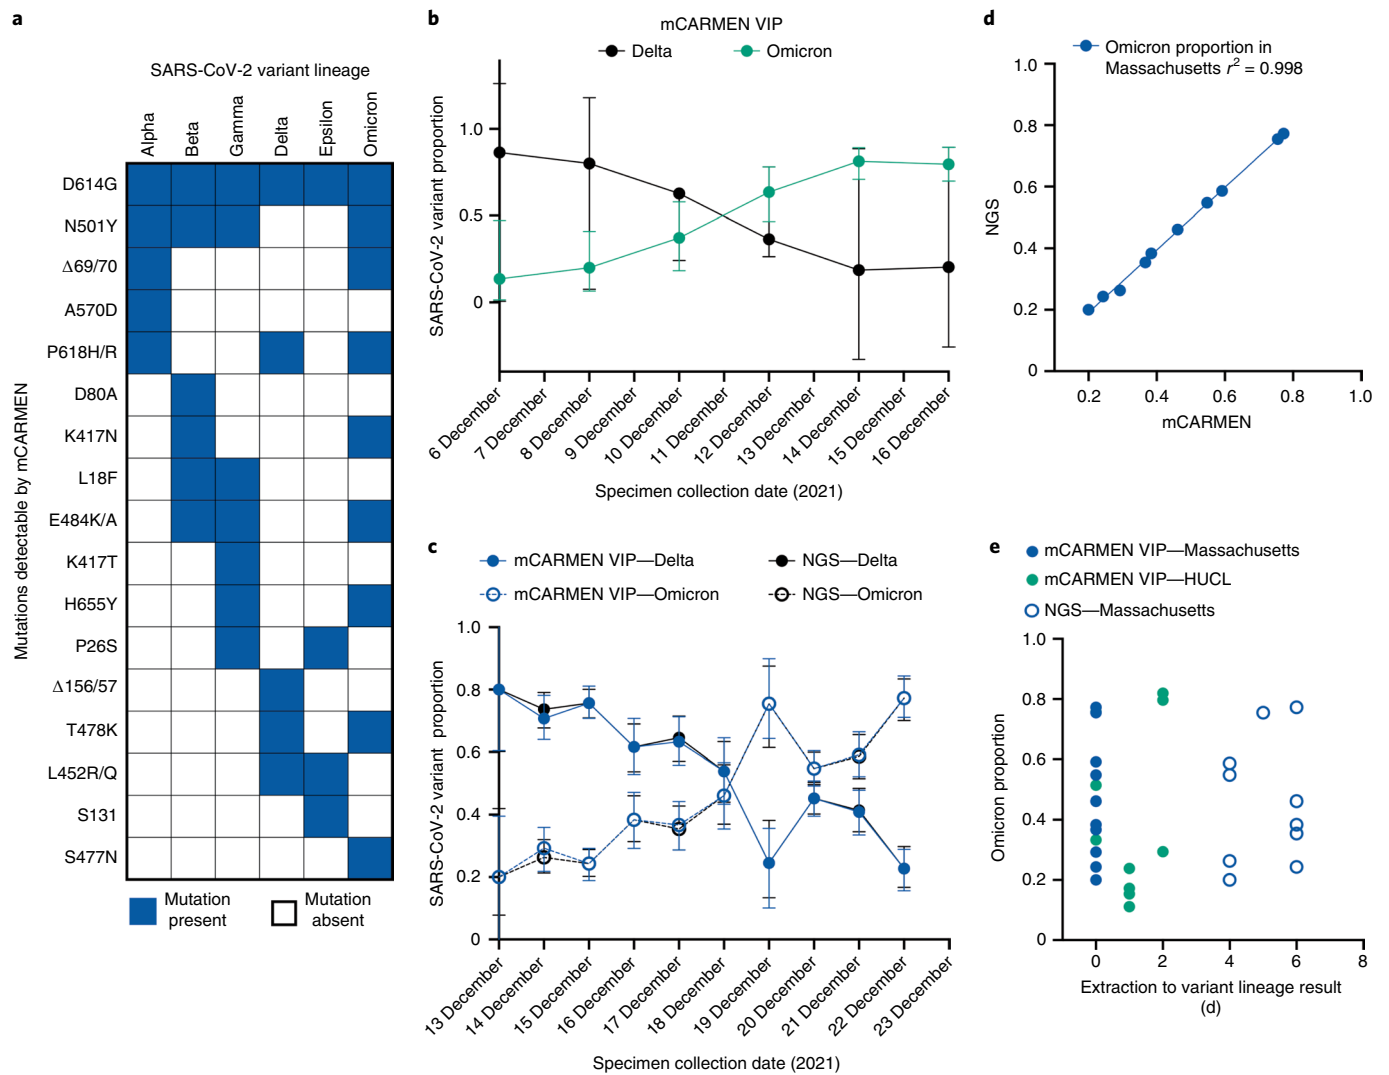 a
SARS-CoV-2 variant lineage
Alpha
Beta
Gamma
Delta
Epsilon
Omicron
Mutations detectable by mCARMEN
D614G
N501Y
Δ69/70
A570D
P618H/R
D80A
K417N
L18F
E484K/A
K417T
H655Y
P26S
Δ156/57
T478K
L452R/Q
S131
S477N
Mutation
present
Mutation
absent
b
mCARMEN VIP
Delta
Omicron
SARS-CoV-2 variant proportion
1.0
0.5
0
6 December
7 December
8 December
9 December
10 December
11 December
12 December
13 December
14 December
15 December
16 December
Specimen collection date (2021)
c
mCARMEN VIP—Delta
NGS—Delta
mCARMEN VIP—Omicron
NGS—Omicron
SARS-CoV-2 variant proportion
1.0
0.8
0.6
0.4
0.2
0
13 December
14 December
15 December
16 December
17 December
18 December
19 December
20 December
21 December
22 December
23 December
Specimen collection date (2021)
d
Omicron proportion in
Massachusetts r² = 0.998
NGS
1.0
0.8
0.6
0.4
0.2
0
0.2
0.4
0.6
0.8
1.0
mCARMEN
e
mCARMEN VIP—Massachusetts
mCARMEN VIP—HUCL
NGS—Massachusetts
Omicron proportion
1.0
0.8
0.6
0.4
0.2
0
0
2
4
6
8
Extraction to variant lineage result
(d)